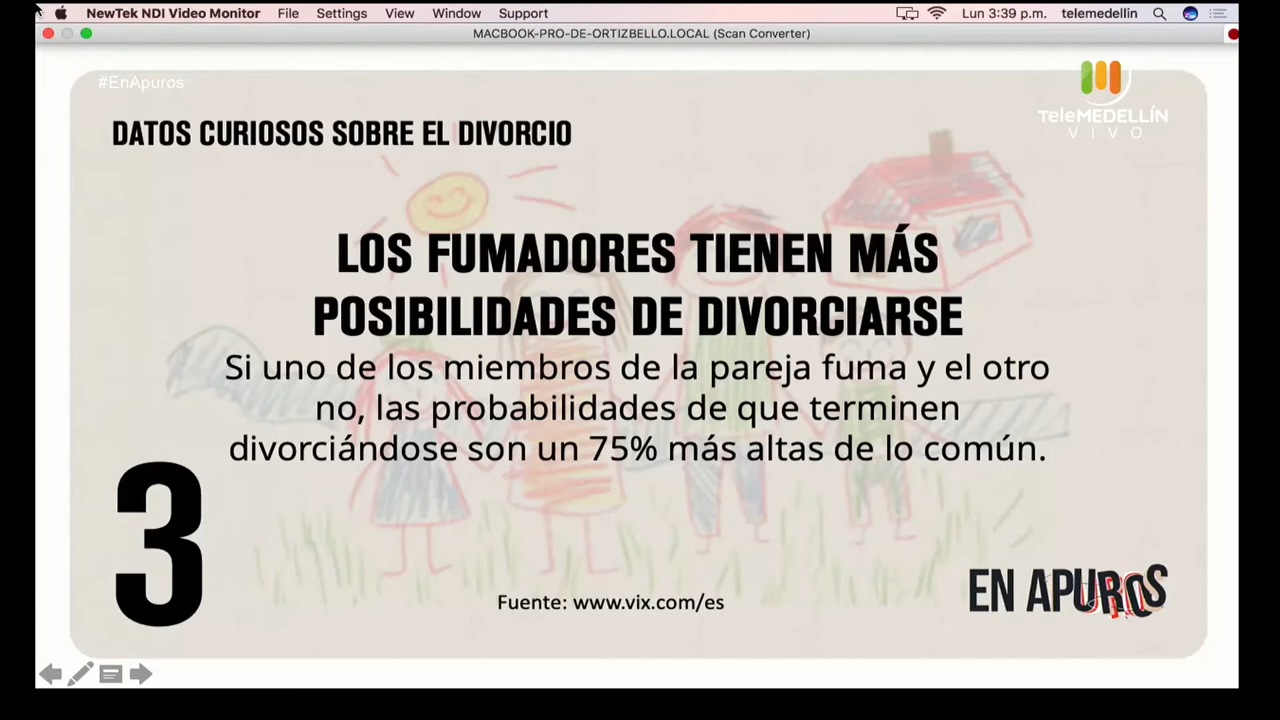 NewTek NDI Video Monitor File Settings View Window Support Lun 3:39 p.m. telemedellin
MACBOOK-PRO-DE-ORTIZBELLO.LOCAL (Scan Converter)
#EnApuros
TeleMEDELLÍN
VIVO
DATOS CURIOSOS SOBRE EL DIVORCIO
LOS FUMADORES TIENEN MÁS
POSIBILIDADES DE DIVORCIARSE
Si uno de los miembros de la pareja fuma y el otro
no, las probabilidades de que terminen
divorciándose son un 75% más altas de lo común.
3
Fuente: www.vix.com/es
EN APUROS